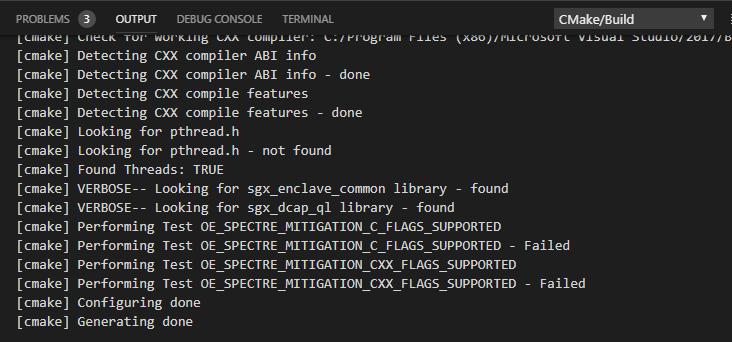 PROBLEMS 3 OUTPUT DEBUG CONSOLE TERMINAL CMake/Build
[cmake] Check for working CXX compiler: C:/Program Files (x86)/Microsoft Visual Studio/2017/B
[cmake] Detecting CXX compiler ABI info
[cmake] Detecting CXX compiler ABI info - done
[cmake] Detecting CXX compile features
[cmake] Detecting CXX compile features - done
[cmake] Looking for pthread.h
[cmake] Looking for pthread.h - not found
[cmake] Found Threads: TRUE
[cmake] VERBOSE-- Looking for sgx_enclave_common library - found
[cmake] VERBOSE-- Looking for sgx_dcap_ql library - found
[cmake] Performing Test OE_SPECTRE_MITIGATION_C_FLAGS_SUPPORTED
[cmake] Performing Test OE_SPECTRE_MITIGATION_C_FLAGS_SUPPORTED - Failed
[cmake] Performing Test OE_SPECTRE_MITIGATION_CXX_FLAGS_SUPPORTED
[cmake] Performing Test OE_SPECTRE_MITIGATION_CXX_FLAGS_SUPPORTED - Failed
[cmake] Configuring done
[cmake] Generating done